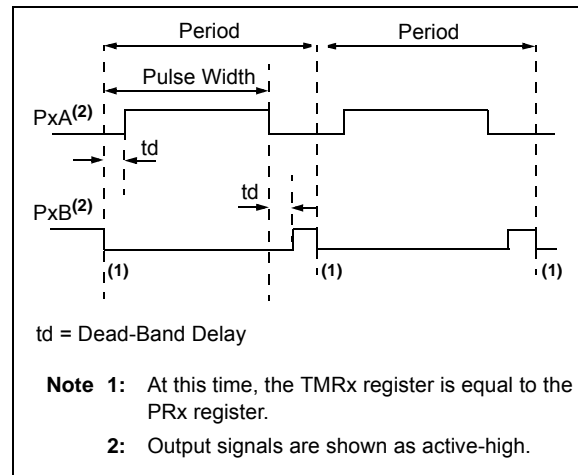 Period Period
Pulse Width
PxA(2)
td
td
PxB(2)
(1) (1) (1)
td = Dead-Band Delay
Note 1: At this time, the TMRx register is equal to the
PRx register.
2: Output signals are shown as active-high.